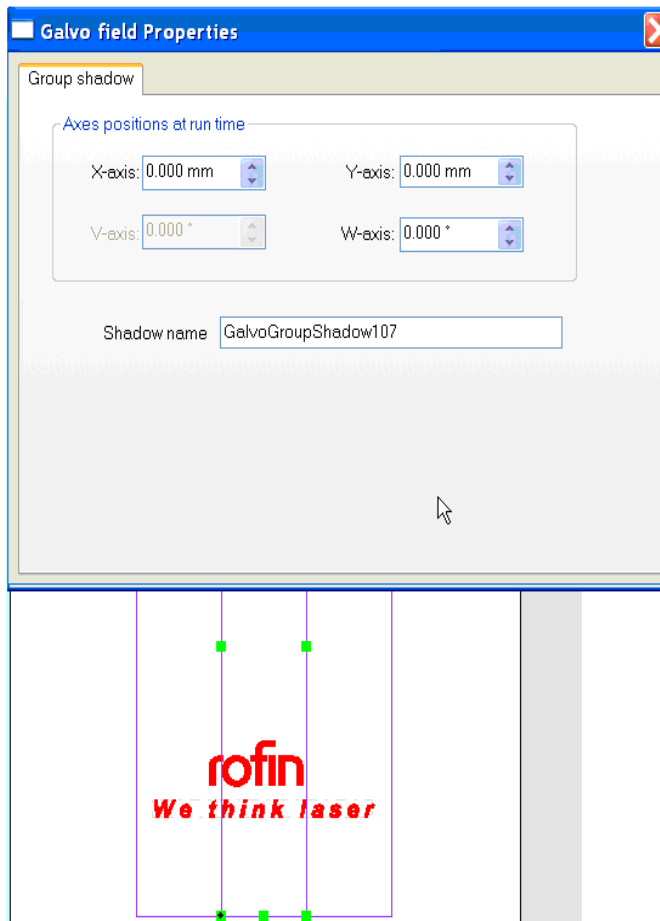 Galvo field Properties
Group shadow
Axes positions at run time
X-axis: 0.000 mm Y-axis: 0.000 mm
V-axis: 0.000 ° W-axis: 0.000 °
Shadow name GalvoGroupShadow107
rofin
We think laser